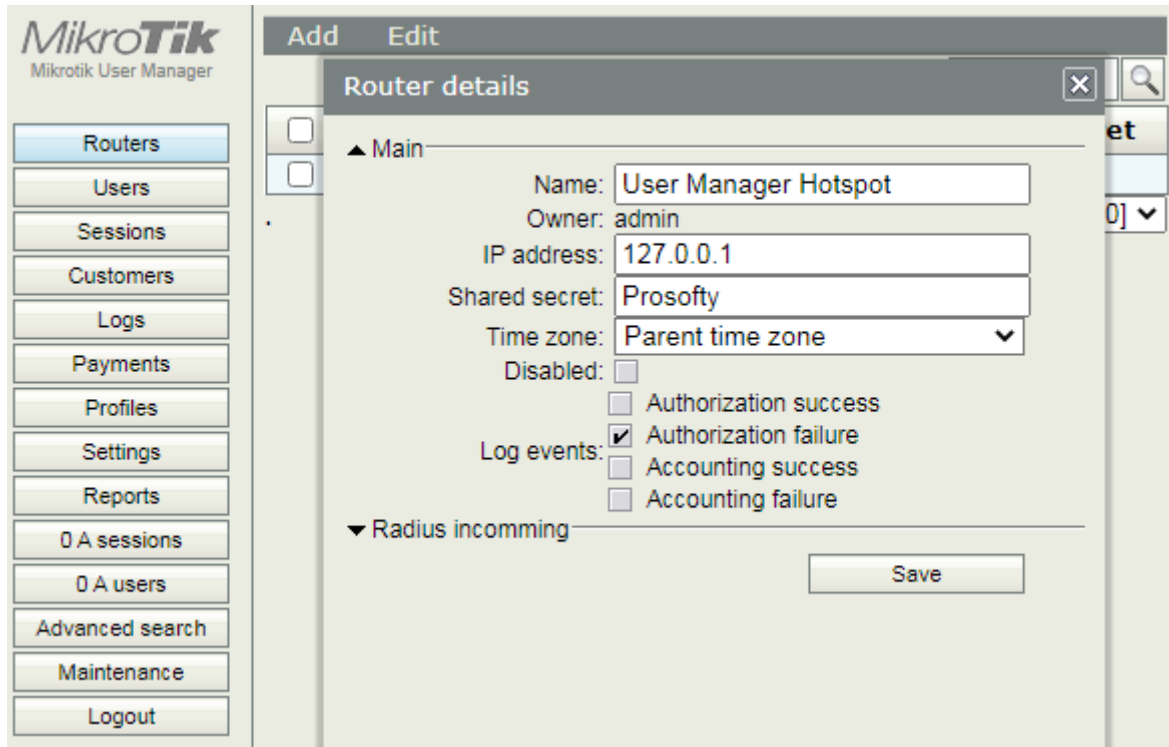 MikroTik
Mikrotik User Manager
Routers
Users
Sessions
Customers
Logs
Payments
Profiles
Settings
Reports
0 A sessions
0 A users
Advanced search
Maintenance
Logout
Add Edit
Router details
et
0]
Main
Name: User Manager Hotspot
Owner: admin
IP address: 127.0.0.1
Shared secret: Prosofty
Time zone: Parent time zone
Disabled:
Log events:
Authorization success
Authorization failure
Accounting success
Accounting failure
Radius incomming
Save